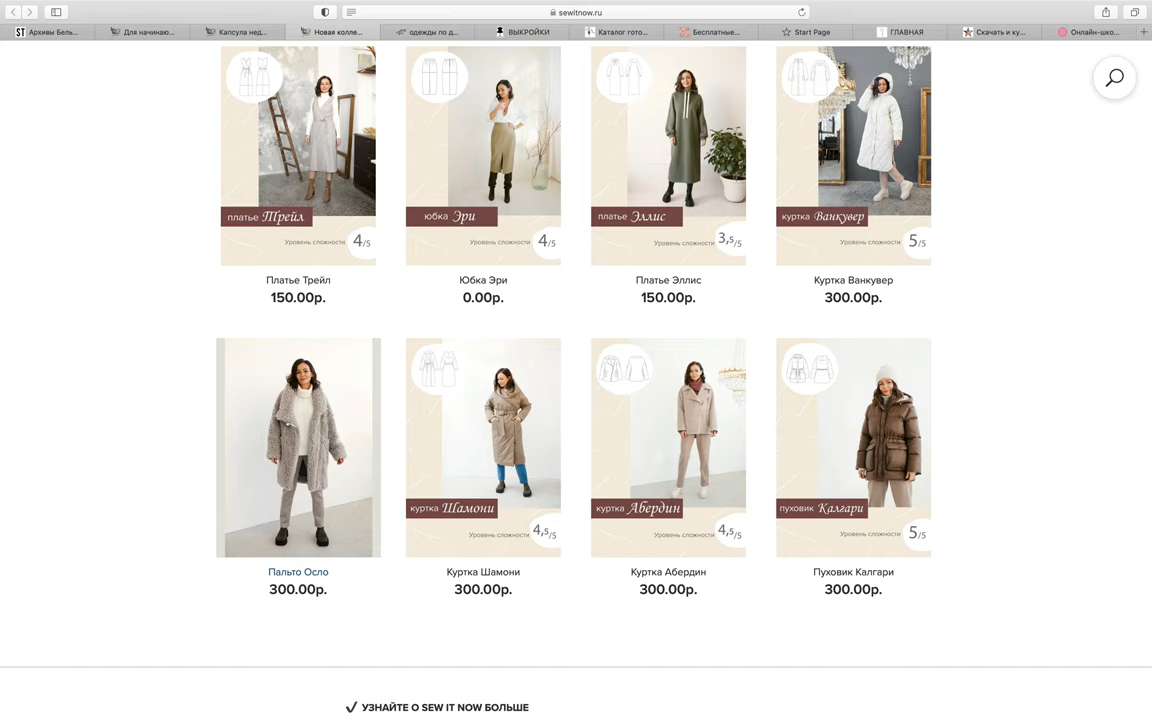 sewitnow.ru
ST Архивы Бель...
Для начинаю...
Капсула нед...
Новая колле...
одежды по д...
ВЫКРОЙКИ
Каталог гото...
Бесплатные...
Start Page
ГЛАВНАЯ
Скачать и ку...
Онлайн-шко...
платье Трейл
юбка Эри
платье Эллис
куртка Ванкувер
Уровень сложности 4/5
Уровень сложности 4/5
Уровень сложности 3,5/5
Уровень сложности 5/5
Платье Трейл
Юбка Эри
Платье Эллис
Куртка Ванкувер
150.00р.
0.00р.
150.00р.
300.00р.
куртка Шамони
куртка Абердин
пуховик Калгари
Уровень сложности 4,5/5
Уровень сложности 4,5/5
Уровень сложности 5/5
Пальто Осло
Куртка Шамони
Куртка Абердин
Пуховик Калгари
300.00р.
300.00р.
300.00р.
300.00р.
УЗНАЙТЕ О SEW IT NOW БОЛЬШЕ